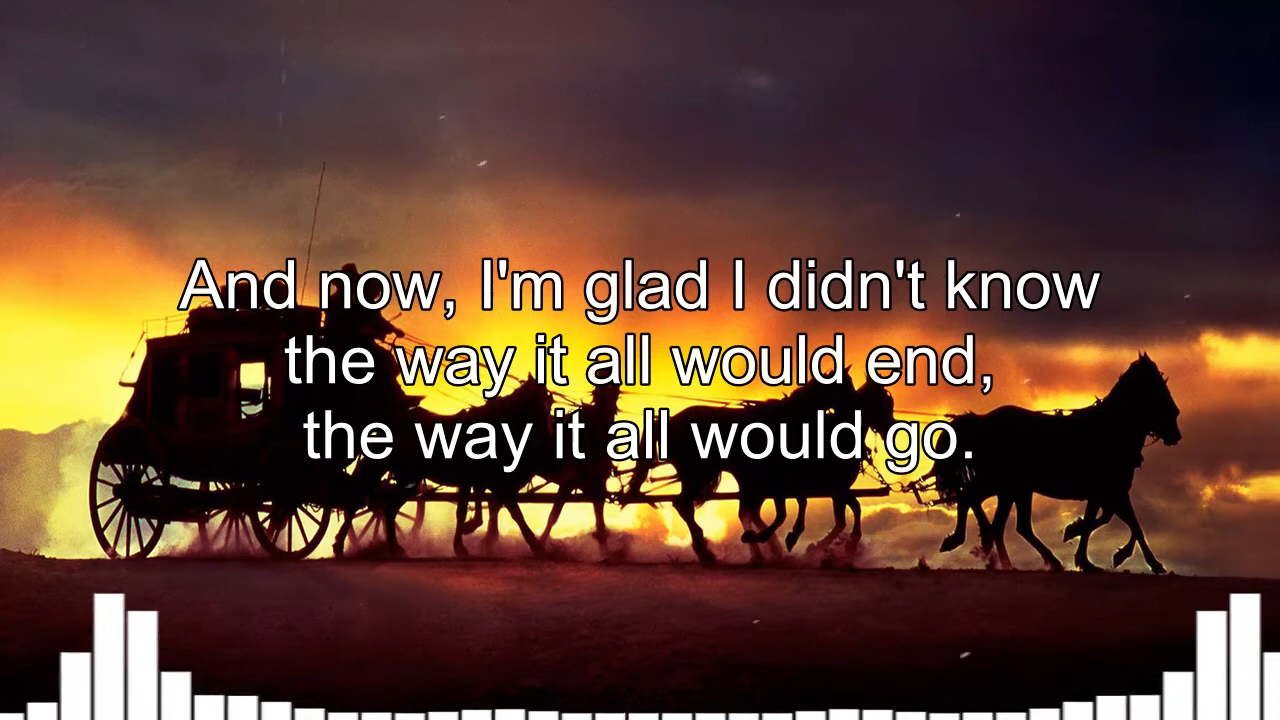 And now, I'm glad I didn't know
the way it all would end,
the way it all would go.